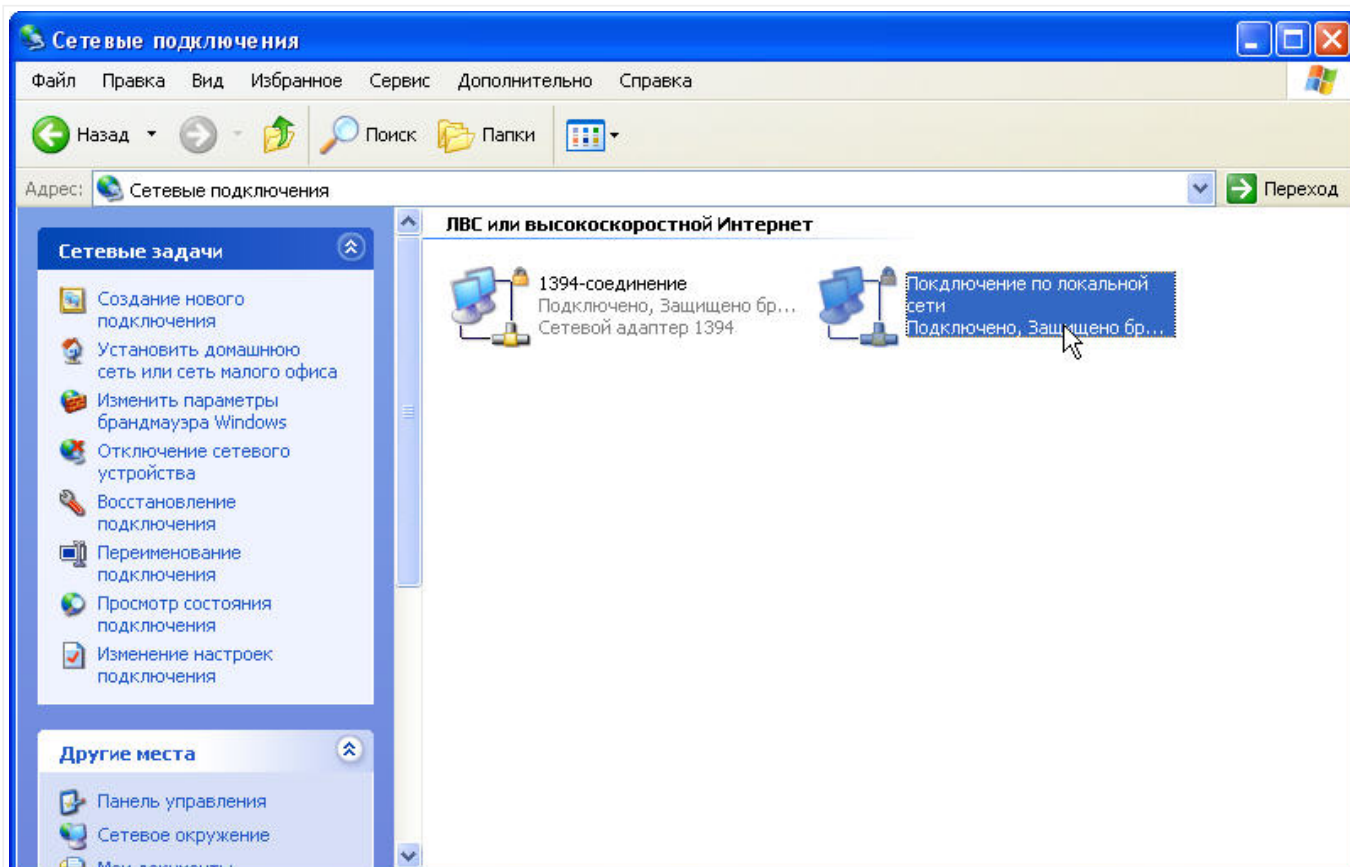 Сетевые подключения
Файл Правка Вид Избранное Сервис Дополнительно Справка
Назад Поиск Папки
Адрес: Сетевые подключения Переход
Сетевые задачи
Создание нового
подключения
Установить домашнюю
сеть или сеть малого офиса
Изменить параметры
брандмауэра Windows
Отключение сетевого
устройства
Восстановление
подключения
Переименование
подключения
Просмотр состояния
подключения
Изменение настроек
подключения
Другие места
Панель управления
Сетевое окружение
Мои документы
ЛВС или высокоскоростной Интернет
1394-соединение
Подключено, Защищено бр...
Сетевой адаптер 1394
Покдлючение по локальной
сети
Подключено, Защищено бр...